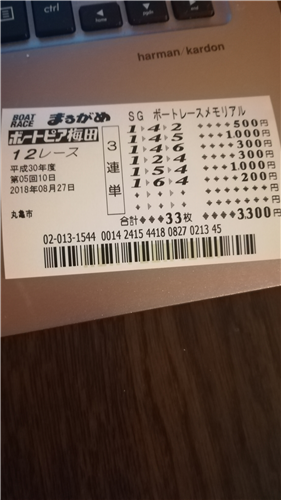 ctrl
alt
harman/kardon
BOAT RACE まるがめ SG ボートレースメモリアル
ボートピア梅田
12レース
平成30年度
第05回10日
2018年08月27日
丸亀市
3連単
1-4-2 ◆◆◆◆◆500円
1-4-5 ◆◆◆◆1,000円
1-4-6 ◆◆◆◆◆300円
1-2-4 ◆◆◆◆◆300円
1-5-4 ◆◆◆◆1,000円
1-6-4 ◆◆◆◆◆200円
合計◆◆◆33枚 ◆◆◆◆3,300円
02-013-1544 0014 2415 4418 0827 0213 45